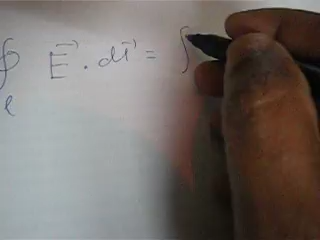 ∮ E⃗ . dl⃗ = ∫
l